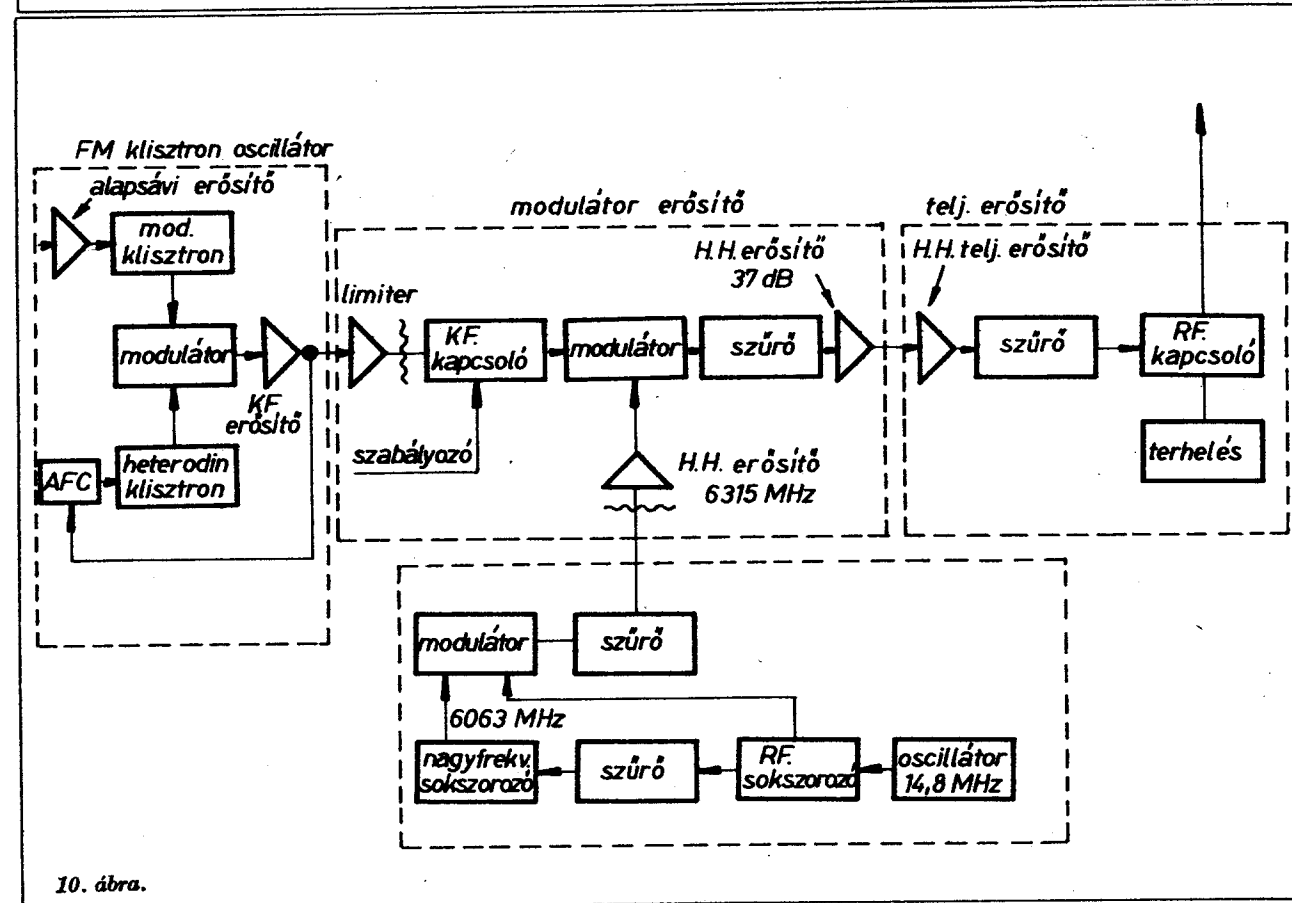 FM klisztron oscillátor
alapsávi erősítő
mod.
klisztron
modulátor
KF.
erősítő
AFC
heterodin
klisztron
modulátor erősítő
limiter
KF.
kapcsoló
modulátor
szűrő
H.H. erősítő
37 dB
szabályozó
H.H. erősítő
6315 MHz
telj. erősítő
H.H. telj. erősítő
szűrő
RF.
kapcsoló
terhelés
modulátor
szűrő
6063 MHz
nagyfrekv.
sokszorozó
szűrő
RF.
sokszorozó
oscillátor
14,8 MHz
10. ábra.